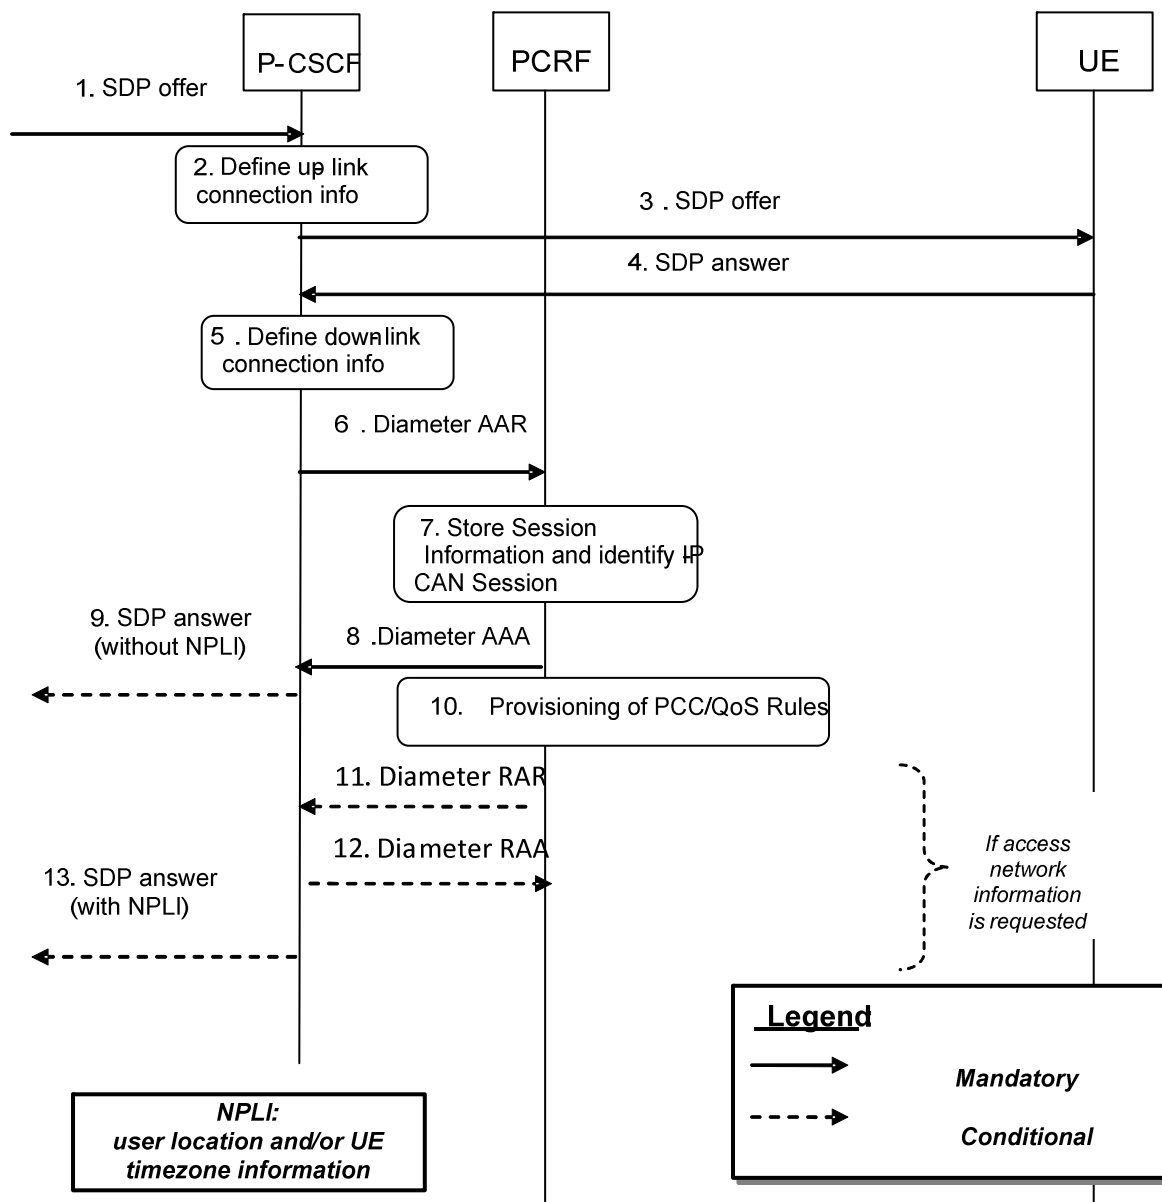 P-CSCF
PCRF
UE
1. SDP offer
2. Define up-link
connection info
3 . SDP offer
4. SDP answer
5 . Define down-link
connection info
6 . Diameter AAR
7. Store Session
Information and identify IP-
CAN Session
9. SDP answer
(without NPLI)
8 .Diameter AAA
10. Provisioning of PCC/QoS Rules
11. Diameter RAR
12. Diameter RAA
13. SDP answer
(with NPLI)
If access
network
information
is requested
Legend:
Mandatory
Conditional
NPLI:
user location and/or UE
timezone information